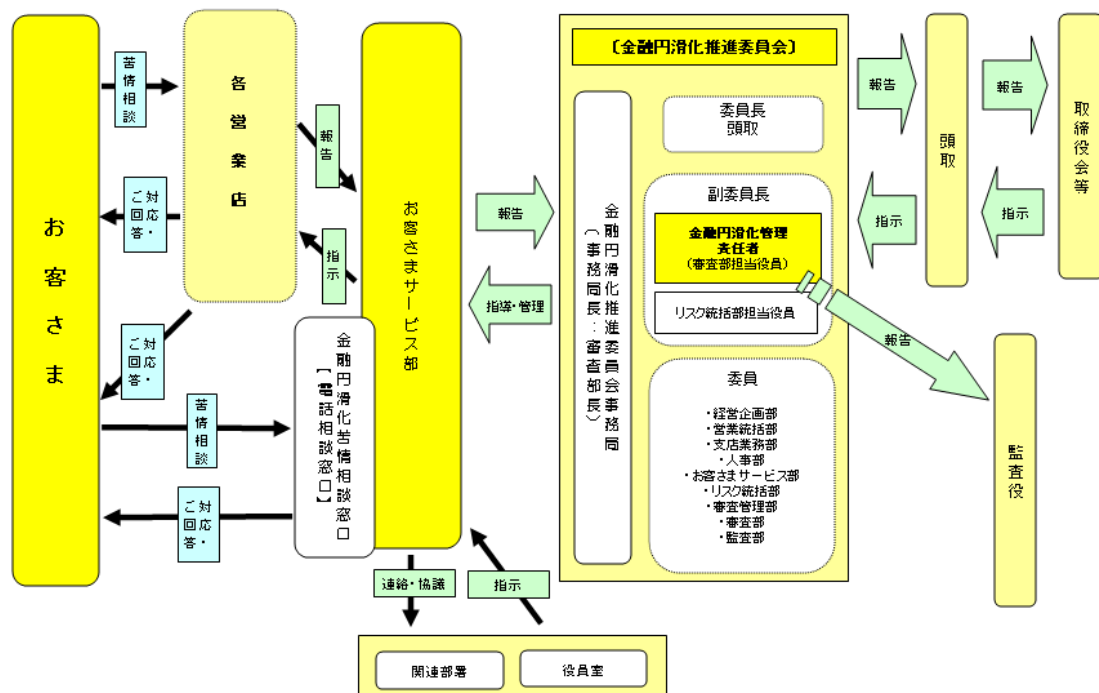 お客さま
苦情相談
ご対応・回答
ご対応・回答
苦情相談
ご対応・回答
各営業店
報告
指示
お客さまサービス部
金融円滑化苦情相談窓口
【電話相談窓口】
連絡・協議
指示
関連部署
役員室
報告
指導・管理
〔金融円滑化推進委員会〕
金融円滑化推進委員会事務局
(事務局長:審査部長)
委員長
頭取
副委員長
金融円滑化管理
責任者
(審査部担当役員)
リスク統括部担当役員
委員
・経営企画部
・営業統括部
・支店業務部
・人事部
・お客さまサービス部
・リスク統括部
・審査管理部
・審査部
・監査部
報告
指示
頭取
報告
指示
取締役会等
報告
監査役